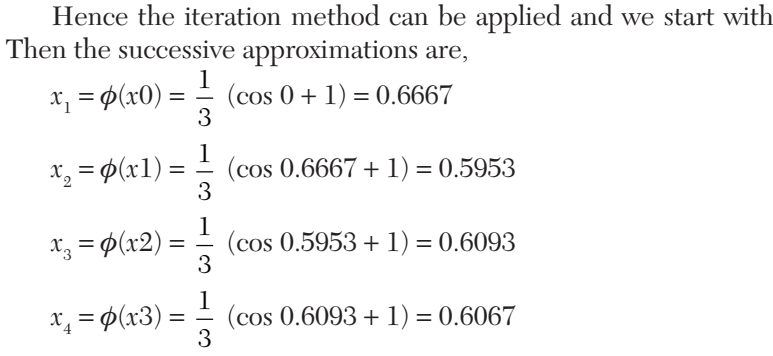 Hence the iteration method can be applied and we start with
Then the successive approximations are,
x₁ = ϕ(x0) = 1/3 (cos 0 + 1) = 0.6667
x₂ = ϕ(x1) = 1/3 (cos 0.6667 + 1) = 0.5953
x₃ = ϕ(x2) = 1/3 (cos 0.5953 + 1) = 0.6093
x₄ = ϕ(x3) = 1/3 (cos 0.6093 + 1) = 0.6067